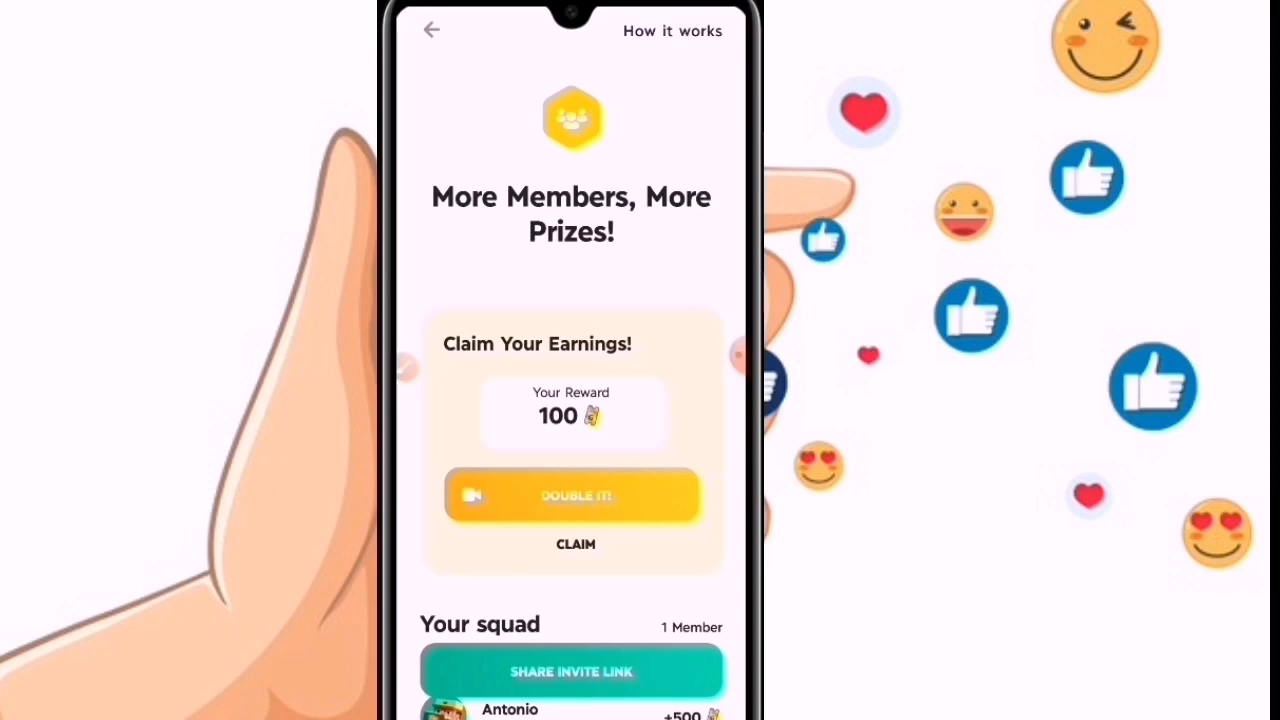 How it works
More Members, More
Prizes!
Claim Your Earnings!
Your Reward
100
DOUBLE IT!
CLAIM
Your squad
1 Member
SHARE INVITE LINK
Antonio
+500